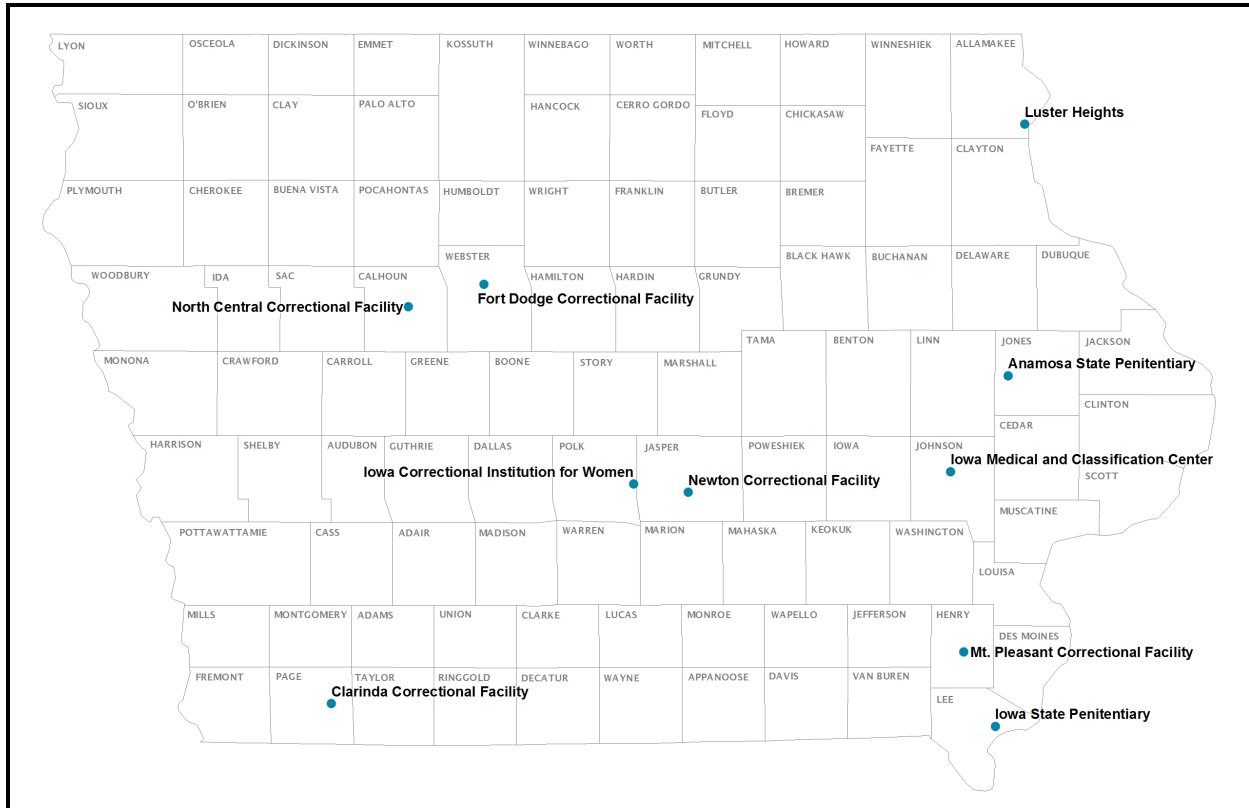 LYON
OSCEOLA
DICKINSON
EMMET
KOSSUTH
WINNEBAGO
WORTH
MITCHELL
HOWARD
WINNESHIEK
ALLAMAKEE
SIOUX
O'BRIEN
CLAY
PALO ALTO
HANCOCK
CERRO GORDO
FLOYD
CHICKASAW
Luster Heights
FAYETTE
CLAYTON
PLYMOUTH
CHEROKEE
BUENA VISTA
POCAHONTAS
HUMBOLDT
WRIGHT
FRANKLIN
BUTLER
BREMER
WEBSTER
BLACK HAWK
BUCHANAN
DELAWARE
DUBUQUE
WOODBURY
IDA
SAC
CALHOUN
HAMILTON
HARDIN
GRUNDY
North Central Correctional Facility
Fort Dodge Correctional Facility
TAMA
BENTON
LINN
JONES
JACKSON
MONONA
CRAWFORD
CARROLL
GREENE
BOONE
STORY
MARSHALL
Anamosa State Penitentiary
CLINTON
CEDAR
HARRISON
SHELBY
AUDUBON
GUTHRIE
DALLAS
POLK
JASPER
POWESHIEK
IOWA
JOHNSON
Iowa Medical and Classification Center
Iowa Correctional Institution for Women
Newton Correctional Facility
SCOTT
MUSCATINE
POTTAWATTAMIE
CASS
ADAIR
MADISON
WARREN
MARION
MAHASKA
KEOKUK
WASHINGTON
LOUISA
MILLS
MONTGOMERY
ADAMS
UNION
CLARKE
LUCAS
MONROE
WAPELLO
JEFFERSON
HENRY
DES MOINES
Mt. Pleasant Correctional Facility
FREMONT
PAGE
TAYLOR
RINGGOLD
DECATUR
WAYNE
APPANOOSE
DAVIS
VAN BUREN
LEE
Clarinda Correctional Facility
Iowa State Penitentiary